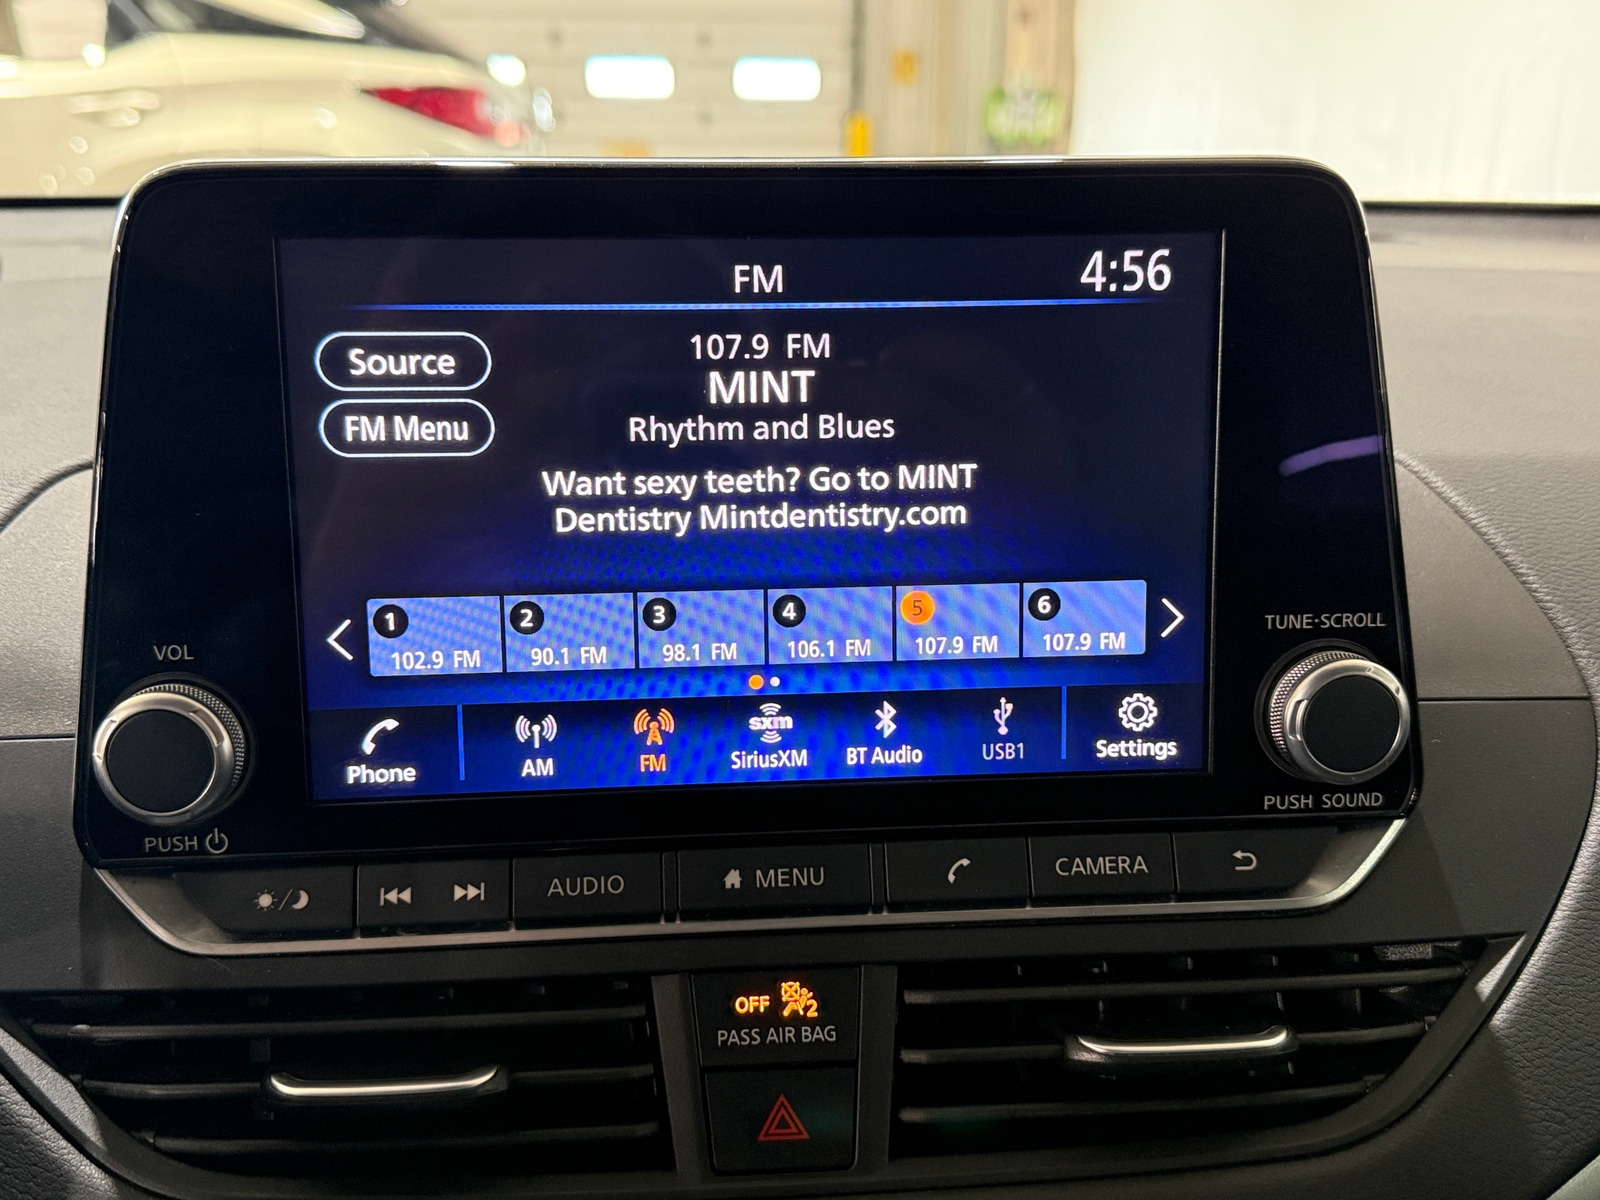 FM
4:56
Source
FM Menu
107.9 FM
MINT
Rhythm and Blues
Want sexy teeth? Go to MINT
Dentistry Mintdentistry.com
1
102.9 FM
2
90.1 FM
3
98.1 FM
4
106.1 FM
5
107.9 FM
6
107.9 FM
Phone
AM
FM
sxm
SiriusXM
BT Audio
USB1
Settings
VOL
PUSH
TUNE·SCROLL
PUSH SOUND
AUDIO
MENU
CAMERA
OFF 2
PASS AIR BAG